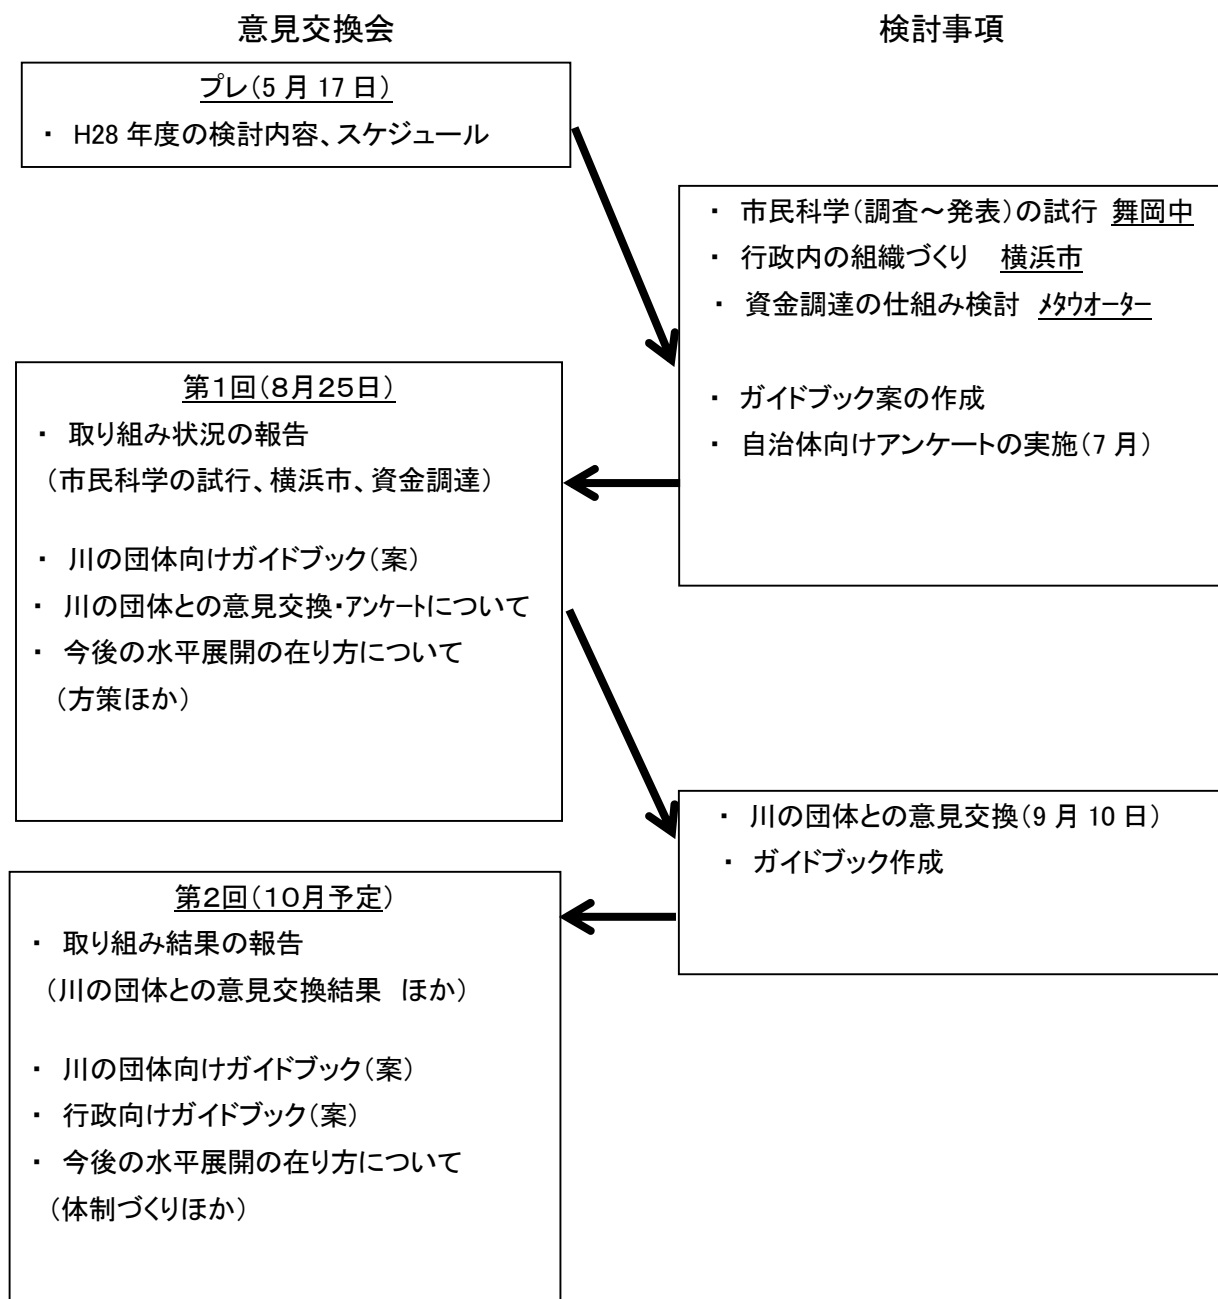 意見交換会
検討事項
プレ(5 月 17 日)
・ H28 年度の検討内容、スケジュール
・ 市民科学(調査～発表)の試行 舞岡中
・ 行政内の組織づくり　横浜市
・ 資金調達の仕組み検討 ﾒﾀｳｵｰﾀｰ
・ ガイドブック案の作成
・ 自治体向けアンケートの実施(7 月)
第1回(8月25日)
・ 取り組み状況の報告
(市民科学の試行、横浜市、資金調達)
・ 川の団体向けガイドブック(案)
・ 川の団体との意見交換・ｱﾝｹｰﾄについて
・ 今後の水平展開の在り方について
(方策ほか)
・ 川の団体との意見交換(9 月 10 日)
・ ガイドブック作成
第2回(10月予定)
・ 取り組み結果の報告
(川の団体との意見交換結果　ほか)
・ 川の団体向けガイドブック(案)
・ 行政向けガイドブック(案)
・ 今後の水平展開の在り方について
(体制づくりほか)